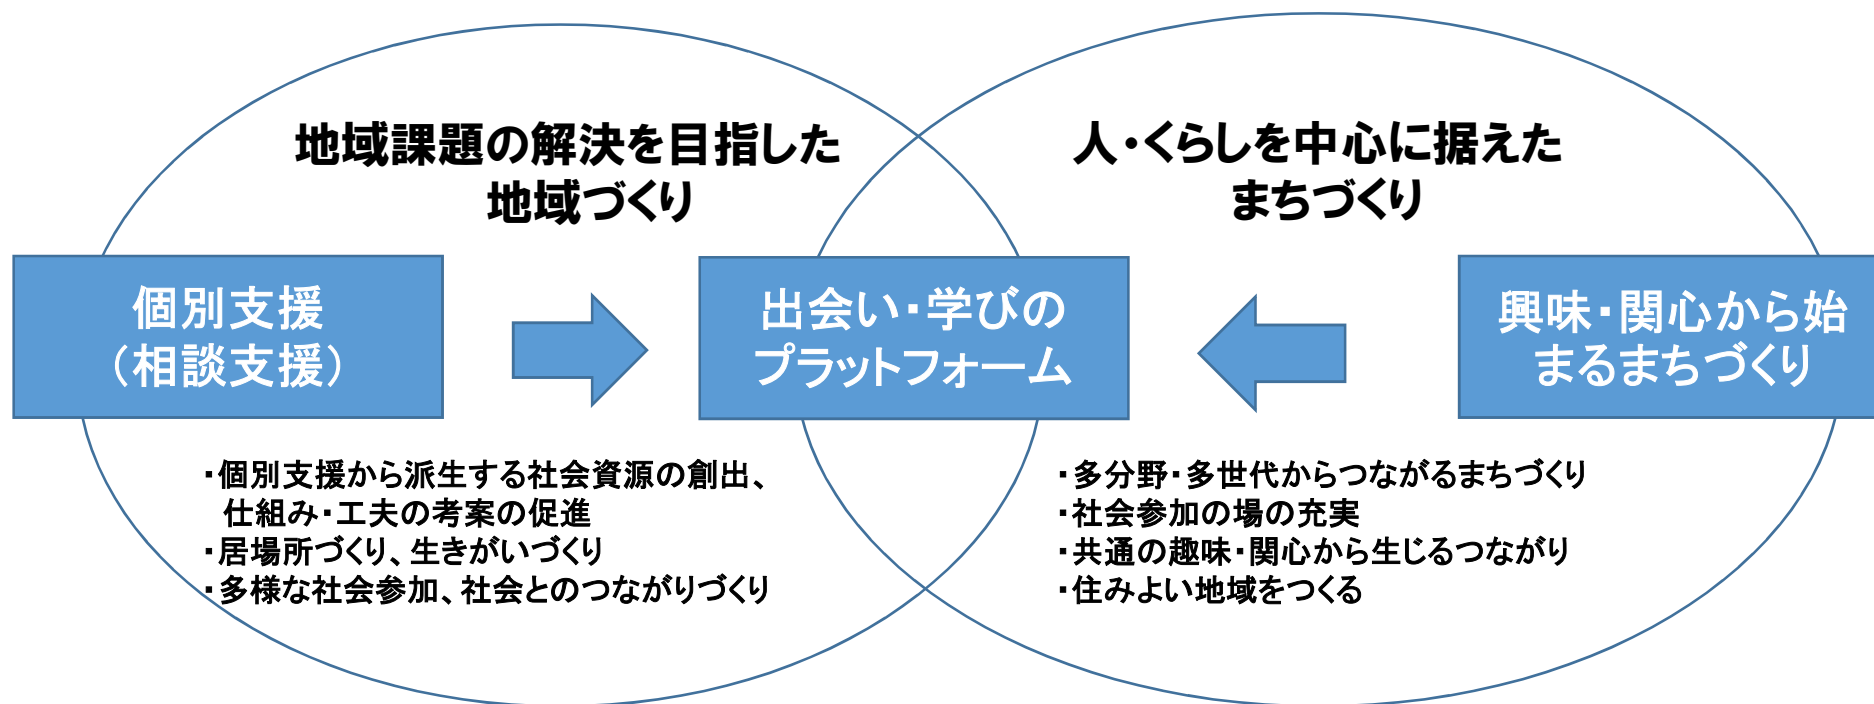 地域課題の解決を目指した
地域づくり
人・くらしを中心に据えた
まちづくり
個別支援
（相談支援）
出会い・学びの
プラットフォーム
興味・関心から始
まるまちづくり
・個別支援から派生する社会資源の創出、
仕組み・工夫の考案の促進
・居場所づくり、生きがいづくり
・多様な社会参加、社会とのつながりづくり
・多分野・多世代からつながるまちづくり
・社会参加の場の充実
・共通の趣味・関心から生じるつながり
・住みよい地域をつくる